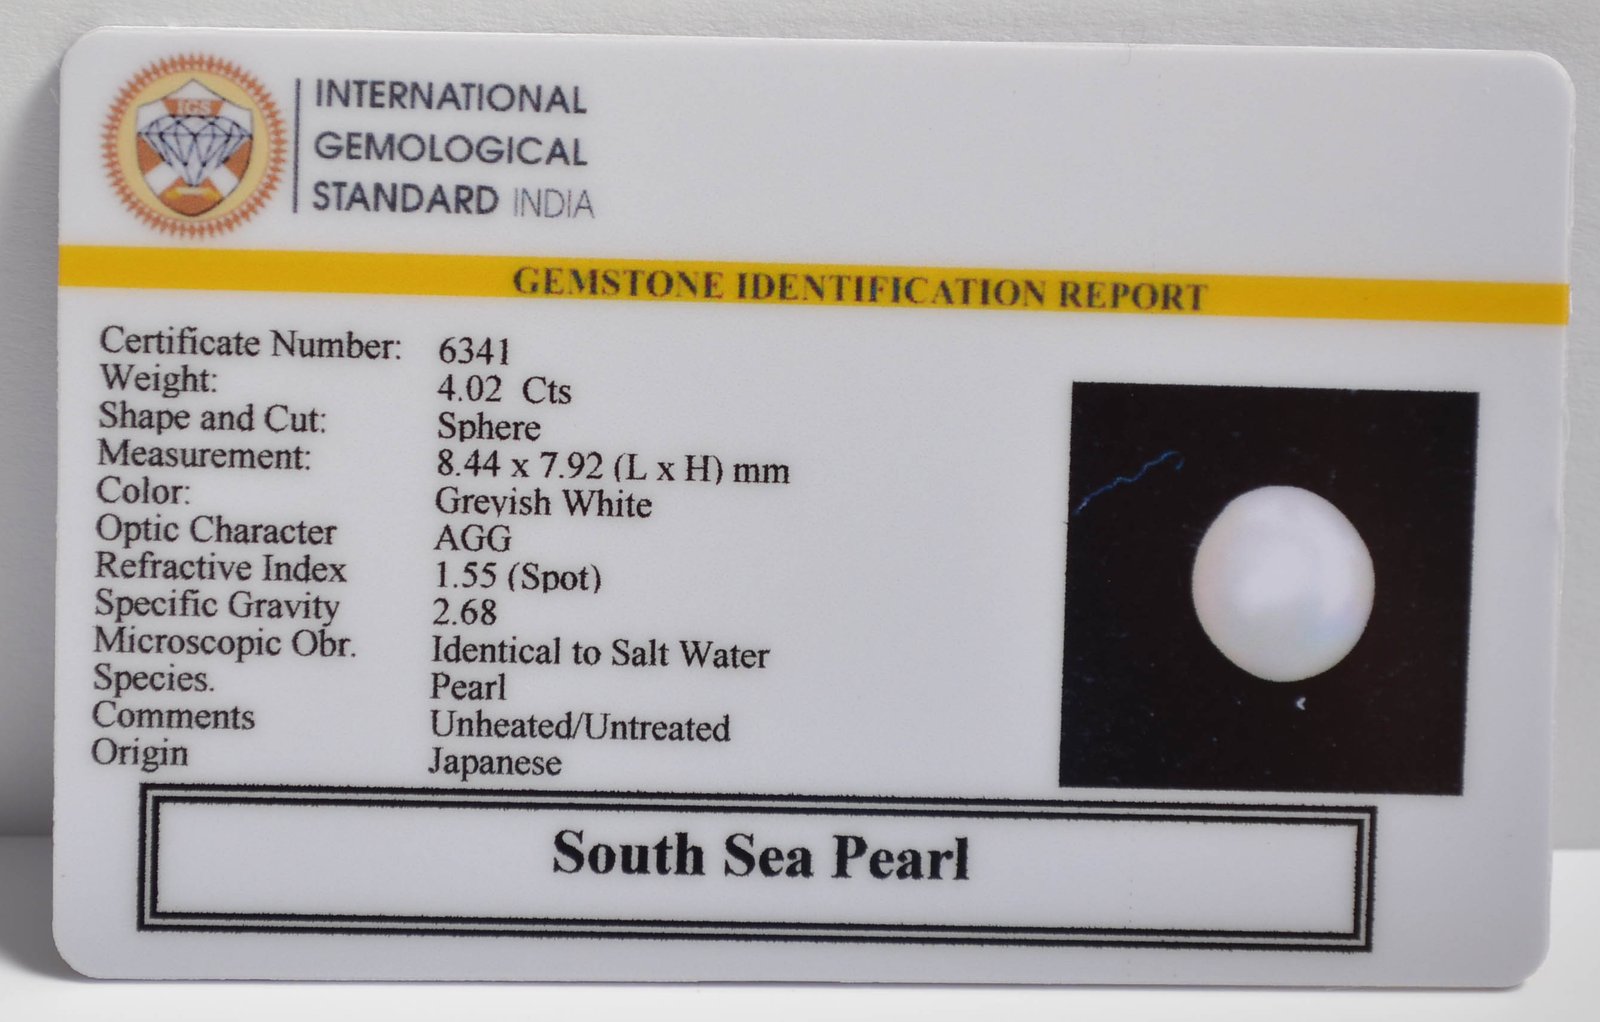 IGS
INTERNATIONAL
GEMOLOGICAL
STANDARD INDIA
GEMSTONE IDENTIFICATION REPORT
Certificate Number: 6341
Weight: 4.02 Cts
Shape and Cut: Sphere
Measurement: 8.44 x 7.92 (L x H) mm
Color: Greyish White
Optic Character AGG
Refractive Index 1.55 (Spot)
Specific Gravity 2.68
Microscopic Obr. Identical to Salt Water
Species. Pearl
Comments Unheated/Untreated
Origin Japanese
South Sea Pearl